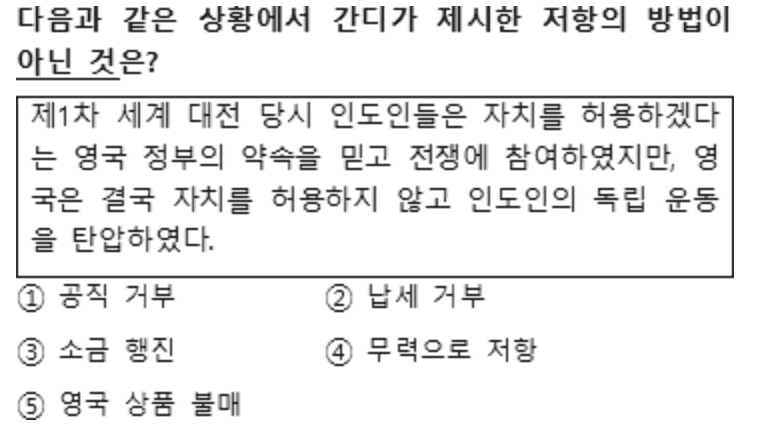 다음과 같은 상황에서 간디가 제시한 저항의 방법이
아닌 것은?
제1차 세계 대전 당시 인도인들은 자치를 허용하겠다
는 영국 정부의 약속을 믿고 전쟁에 참여하였지만, 영
국은 결국 자치를 허용하지 않고 인도인의 독립 운동
을 탄압하였다.
① 공직 거부 ② 납세 거부
③ 소금 행진 ④ 무력으로 저항
⑤ 영국 상품 불매